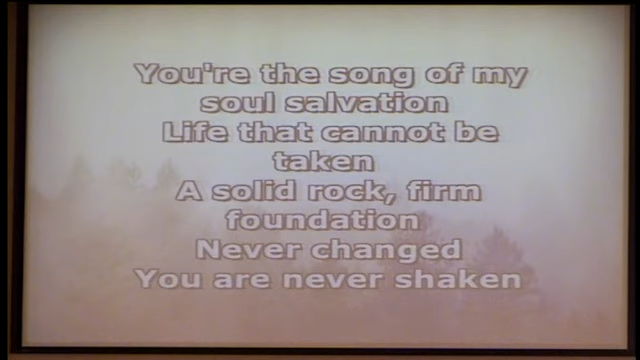 You're the song of my
soul salvation
Life that cannot be
taken
A solid rock, firm
foundation
Never changed
You are never shaken